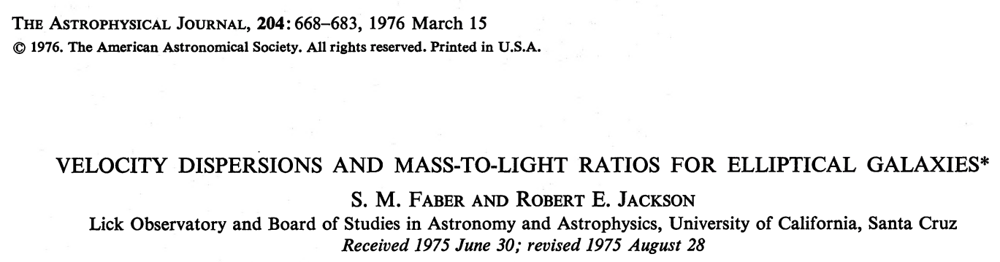 THE ASTROPHYSICAL JOURNAL, 204: 668–683, 1976 March 15
© 1976. The American Astronomical Society. All rights reserved. Printed in U.S.A.
VELOCITY DISPERSIONS AND MASS-TO-LIGHT RATIOS FOR ELLIPTICAL GALAXIES*
S. M. FABER AND ROBERT E. JACKSON
Lick Observatory and Board of Studies in Astronomy and Astrophysics, University of California, Santa Cruz
Received 1975 June 30; revised 1975 August 28